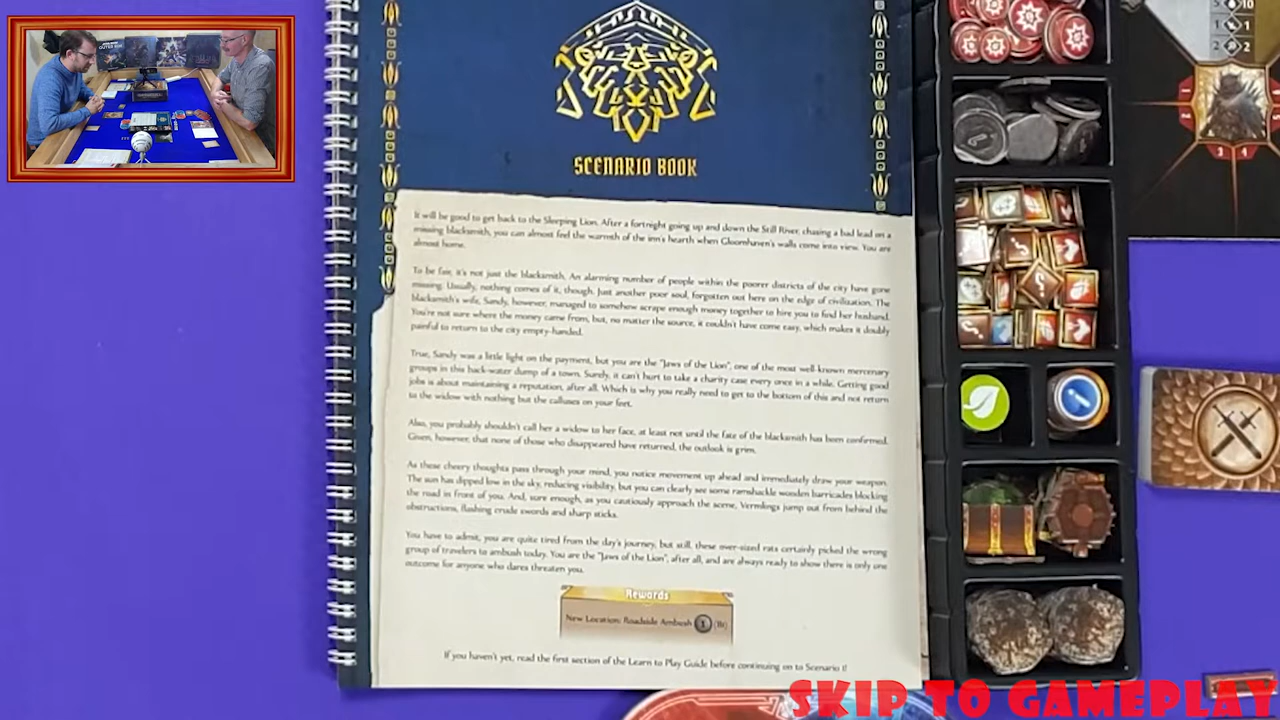 SCENARIO BOOK
It will be good to get back to the Sleeping Lion. After a fortnight going up and down the Still River, chasing a bad lead on a
missing blacksmith, you can almost feel the warmth of the inn's hearth when Gloomhaven's walls come into view. You are
almost home.
To be fair, it's not just the blacksmith. An alarming number of people within the poorer districts of the city have gone
missing. Usually, nothing comes of it, though. Just another poor soul, forgotten out here on the edge of civilization. The
blacksmith's wife, Sandy, however, managed to somehow scrape enough money together to hire you to find her husband.
You're not sure where the money came from, but, no matter the source, it couldn't have come easy, which makes it doubly
painful to return to the city empty-handed.
True, Sandy was a little light on the payment, but you are the "Jaws of the Lion", one of the most well-known mercenary
groups in this back-water dump of a town. Surely, it can't hurt to take a charity case every once in a while. Getting good
jobs is about maintaining a reputation, after all. Which is why you really need to get to the bottom of this and not return
to the widow with nothing but the calluses on your feet.
Also, you probably shouldn't call her a widow to her face, at least not until the fate of the blacksmith has been confirmed.
Given, however, that none of those who disappeared have returned, the outlook is grim.
As these cheery thoughts pass through your mind, you notice movement up ahead and immediately draw your weapon.
The sun has dipped low in the sky, reducing visibility, but you can clearly see some ramshackle wooden barricades blocking
the road in front of you. And, sure enough, as you cautiously approach the scene, Vermlings jump out from behind the
obstructions, flashing crude swords and sharp sticks.
You have to admit, you are quite tired from the day's journey, but still, these over-sized rats certainly picked the wrong
group of travelers to ambush today. You are the "Jaws of the Lion", after all, and are always ready to show there is only one
outcome for anyone who dares threaten you.
Rewards
New Location: Roadside Ambush 1
If you haven't yet, read the first section of the Learn to Play Guide before continuing on to Scenario 1!
SKIP TO GAMEPLAY